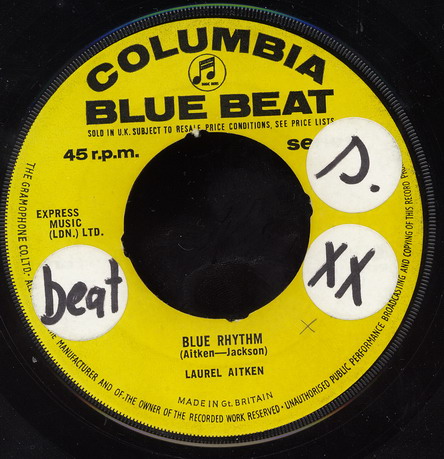 COLUMBIA
BLUE BEAT
SOLD IN U.K. SUBJECT TO RESALE PRICE CONDITIONS, SEE PRICE LISTS
45 r.p.m.
se
s.
EXPRESS
MUSIC
(LDN.) LTD.
beat
XX
BLUE RHYTHM
(Aitken—Jackson)
LAUREL AITKEN
MADE IN Gt. BRITAIN
THE GRAMOPHONE CO. LTD.
MANUFACTURER AND OF THE OWNER OF THE RECORDED WORK RESERVED · UNAUTHORISED PUBLIC PERFORMANCE BROADCASTING AND COPYING OF THIS RECORD